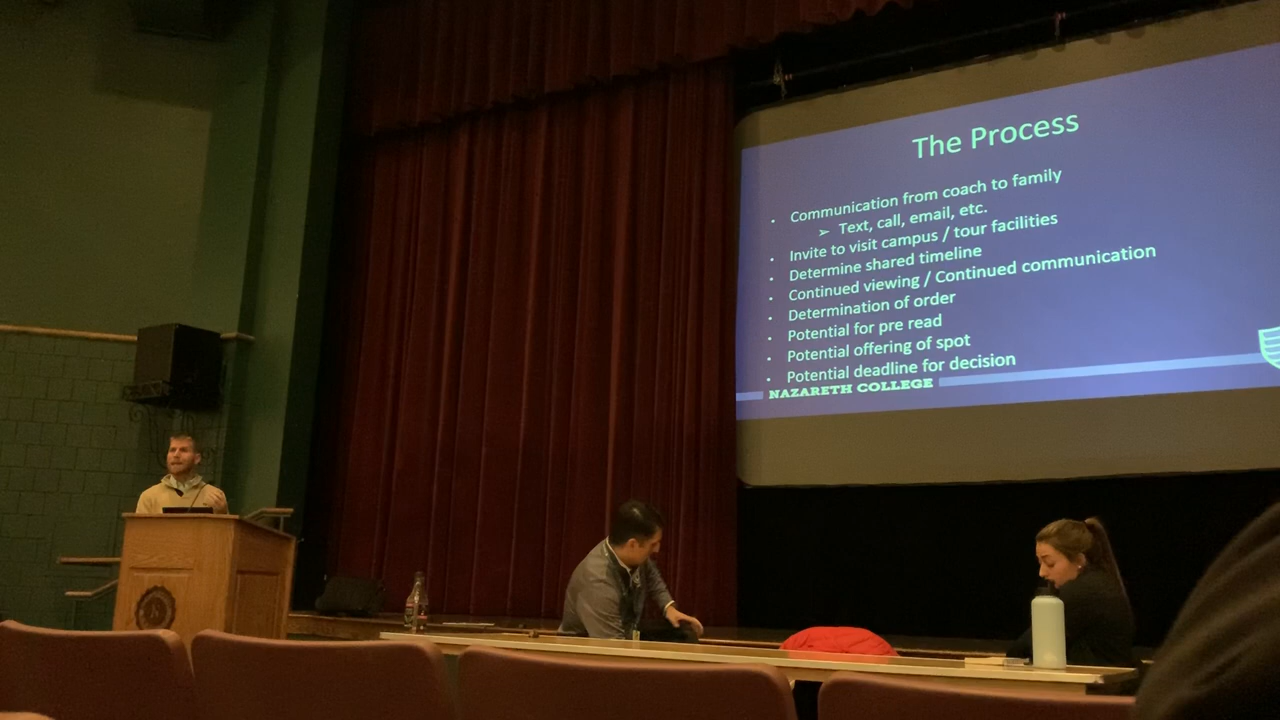 The Process
• Communication from coach to family
➢ Text, call, email, etc.
• Invite to visit campus / tour facilities
• Determine shared timeline
• Continued viewing / Continued communication
• Determination of order
• Potential for pre read
• Potential offering of spot
• Potential deadline for decision
NAZARETH COLLEGE